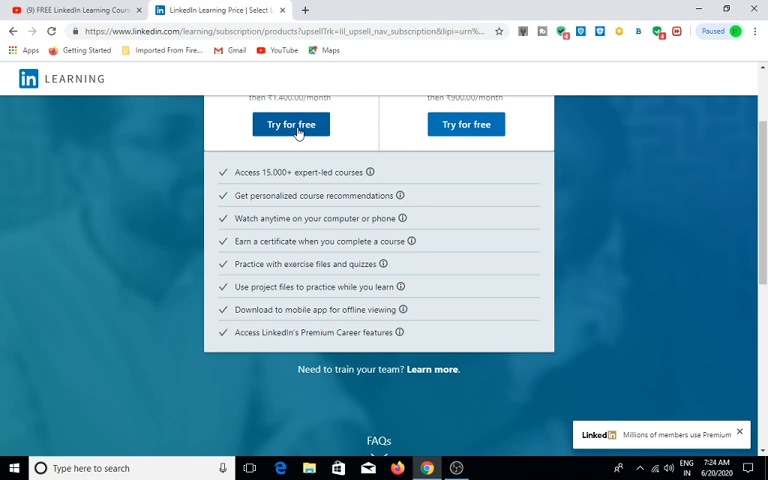 (9) FREE LinkedIn Learning Cours
LinkedIn Learning Price | Select L
https://www.linkedin.com/learning/subscription/products?upsellTrk=lil_upsell_nav_subscription&lipi=urn%...
Paused
Apps
Getting Started
Imported From Fire...
Gmail
YouTube
Maps
in LEARNING
then ₹1,400.00/month
then ₹900.00/month
Try for free
Try for free
Access 15,000+ expert-led courses
Get personalized course recommendations
Watch anytime on your computer or phone
Earn a certificate when you complete a course
Practice with exercise files and quizzes
Use project files to practice while you learn
Download to mobile app for offline viewing
Access LinkedIn's Premium Career features
Need to train your team? Learn more.
Linkedin Millions of members use Premium
FAQs
Type here to search
ENG
IN
7:24 AM
6/20/2020